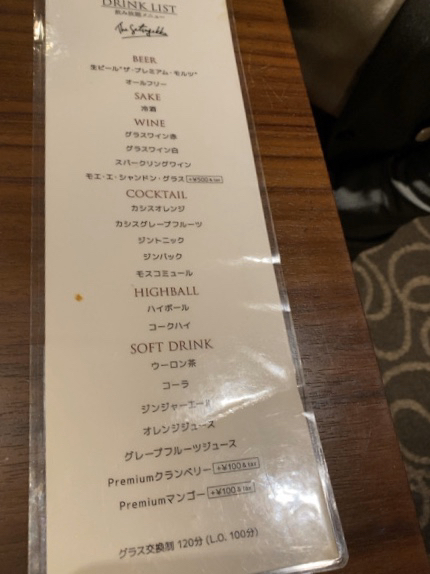 DRINK LIST
飲み放題メニュー
BEER
生ビール"ザ・プレミアム・モルツ"
オールフリー
SAKE
冷酒
WINE
グラスワイン赤
グラスワイン白
スパークリングワイン
モエ・エ・シャンドン・グラス +¥500 & tax
COCKTAIL
カシスオレンジ
カシスグレープフルーツ
ジントニック
ジンバック
モスコミュール
HIGHBALL
ハイボール
コークハイ
SOFT DRINK
ウーロン茶
コーラ
ジンジャーエール
オレンジジュース
グレープフルーツジュース
Premiumクランベリー +¥100 & tax
Premiumマンゴー +¥100 & tax
グラス交換制 120分 (L.O. 100分)